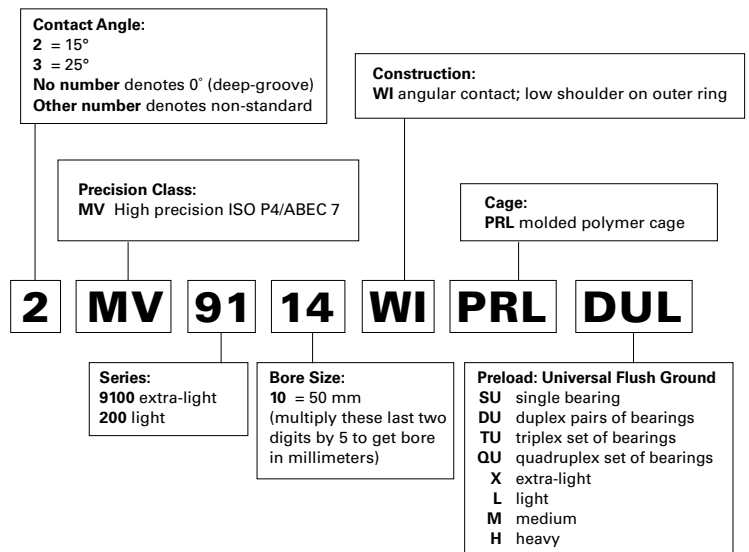 Contact Angle:
2 = 15°
3 = 25°
No number denotes 0˚ (deep-groove)
Other number denotes non-standard
Construction:
WI angular contact; low shoulder on outer ring
Precision Class:
MV High precision ISO P4/ABEC 7
Cage:
PRL molded polymer cage
2 MV 91 14 WI PRL DUL
Series:
9100 extra-light
200 light
Bore Size:
10 = 50 mm
(multiply these last two
digits by 5 to get bore
in millimeters)
Preload: Universal Flush Ground
SU single bearing
DU duplex pairs of bearings
TU triplex set of bearings
QU quadruplex set of bearings
X extra-light
L light
M medium
H heavy